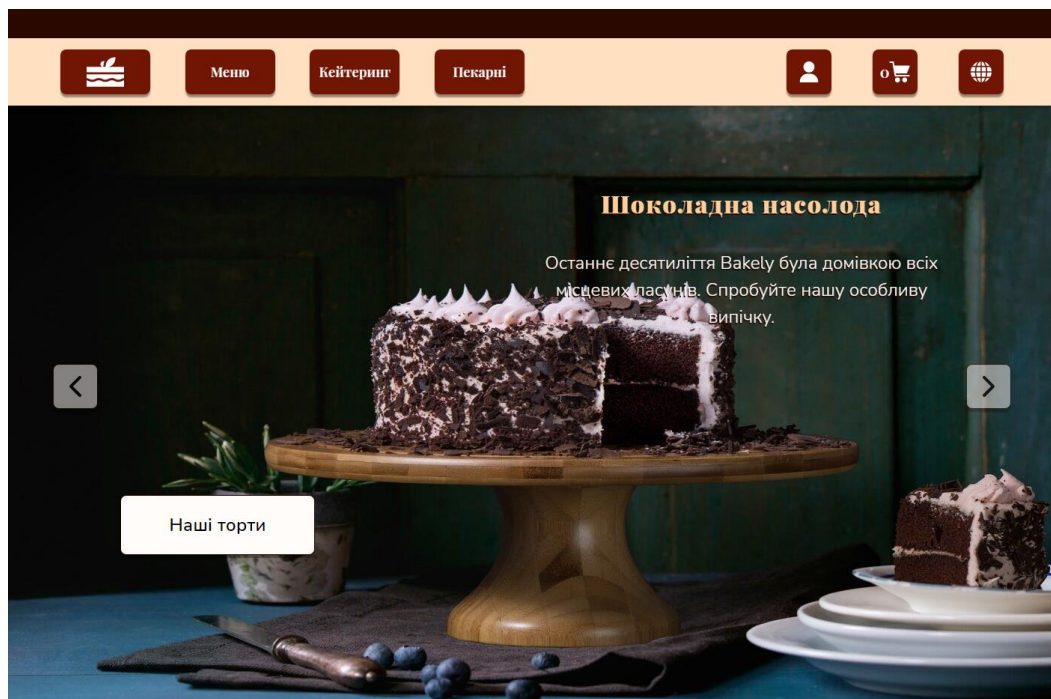 Меню
Кейтеринг
Пекарні
0
Шоколадна насолода
Останнє десятиліття Bakely була домівкою всіх
місцевих ласунів. Спробуйте нашу особливу
випічку.
Наші торти